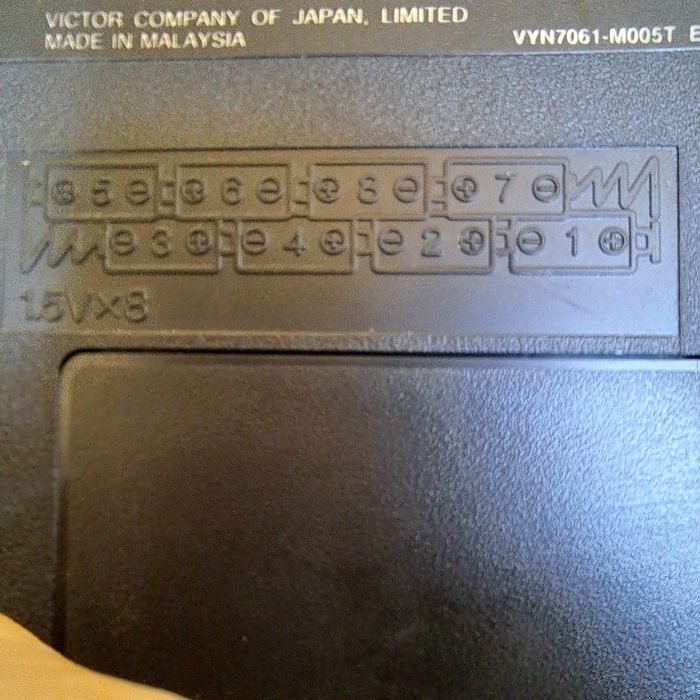 VICTOR COMPANY OF JAPAN, LIMITED
MADE IN MALAYSIA
VYN7061-M005T E
⊕ 5 ⊖ ⊕ 6 ⊖ ⊕ 8 ⊖ ⊕ 7 ⊖
⊖ 3 ⊕ ⊖ 4 ⊕ ⊖ 2 ⊕ ⊖ 1 ⊕
1.5V×8